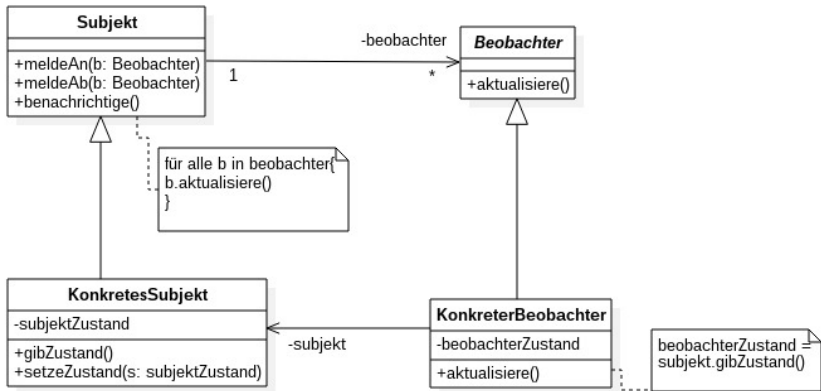 Subjekt
+meldeAn(b: Beobachter)
+meldeAb(b: Beobachter)
+benachrichtige()
-beobachter
1
*
Beobachter
+aktualisiere()
für alle b in beobachter{
b.aktualisiere()
}
KonkretesSubjekt
-subjektZustand
+gibZustand()
+setzeZustand(s: subjektZustand)
-subjekt
KonkreterBeobachter
-beobachterZustand
+aktualisiere()
beobachterZustand =
subjekt.gibZustand()